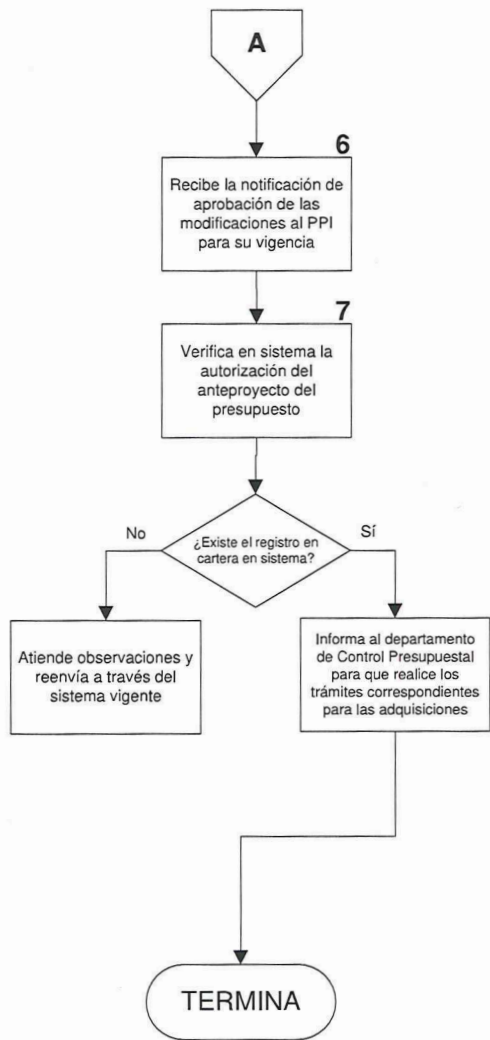 A
6
Recibe la notificación de
aprobación de las
modificaciones al PPI
para su vigencia
7
Verifica en sistema la
autorización del
anteproyecto del
presupuesto
¿Existe el registro en
cartera en sistema?
No
Sí
Atiende observaciones y
reenvía a través del
sistema vigente
Informa al departamento
de Control Presupuestal
para que realice los
trámites correspondientes
para las adquisiciones
TERMINA